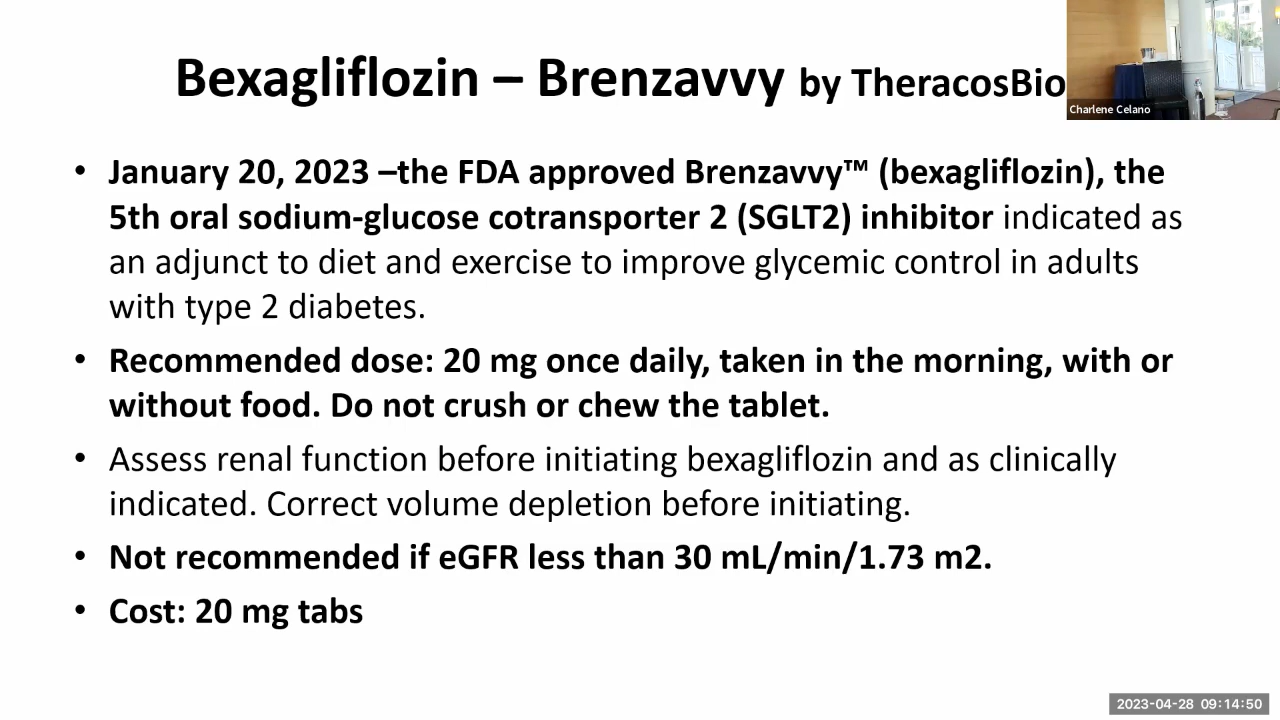 Bexagliflozin – Brenzavvy by TheracosBio
Charlene Celano
• January 20, 2023 –the FDA approved Brenzavvy™ (bexagliflozin), the
5th oral sodium-glucose cotransporter 2 (SGLT2) inhibitor indicated as
an adjunct to diet and exercise to improve glycemic control in adults
with type 2 diabetes.
• Recommended dose: 20 mg once daily, taken in the morning, with or
without food. Do not crush or chew the tablet.
• Assess renal function before initiating bexagliflozin and as clinically
indicated. Correct volume depletion before initiating.
• Not recommended if eGFR less than 30 mL/min/1.73 m2.
• Cost: 20 mg tabs
2023-04-28 09:14:50